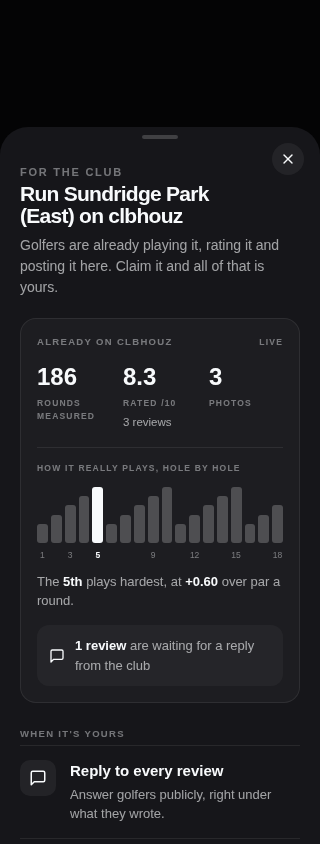 FOR THE CLUB
Run Sundridge Park
(East) on clbhouz
Golfers are already playing it, rating it and
posting it here. Claim it and all of that is
yours.
ALREADY ON CLBHOUZ
LIVE
186
8.3
3
ROUNDS
MEASURED
RATED /10
PHOTOS
3 reviews
HOW IT REALLY PLAYS, HOLE BY HOLE
1 3 5 9 12 15 18
The 5th plays hardest, at +0.60 over par a
round.
1 review are waiting for a reply
from the club
WHEN IT'S YOURS
Reply to every review
Answer golfers publicly, right under
what they wrote.